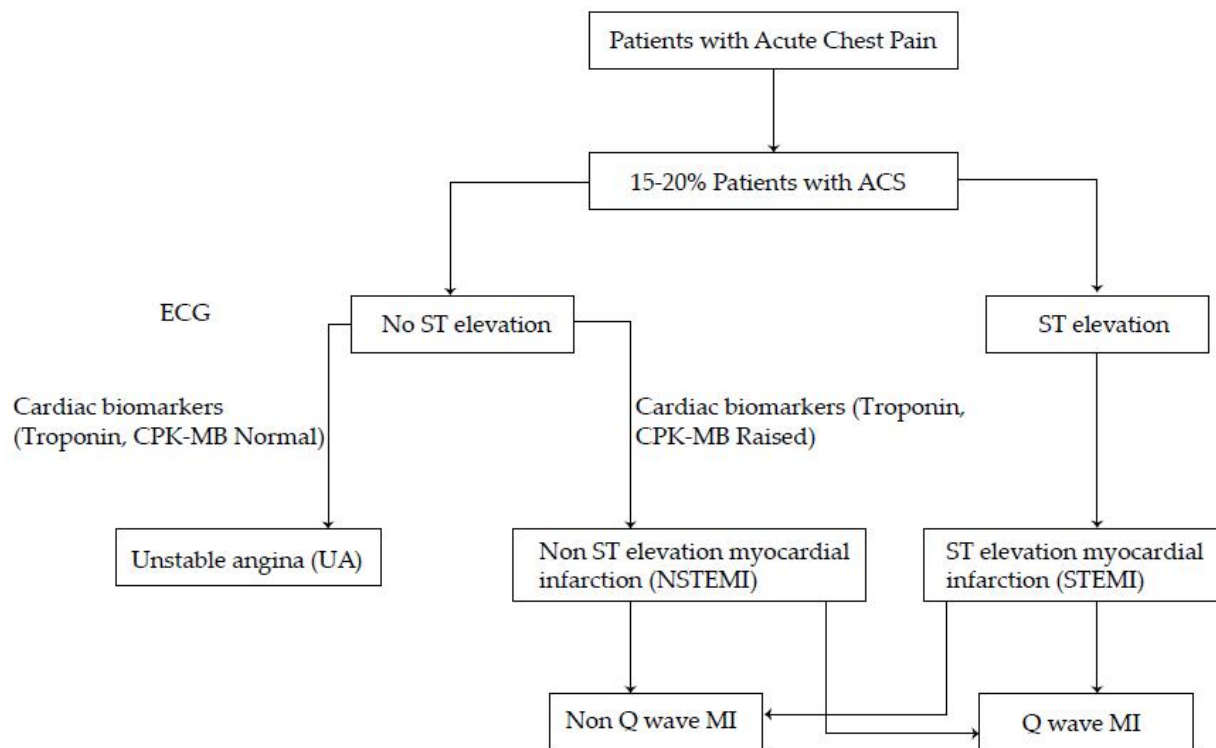 Patients with Acute Chest Pain
15-20% Patients with ACS
ECG
No ST elevation
ST elevation
Cardiac biomarkers
(Troponin, CPK-MB Normal)
Cardiac biomarkers (Troponin,
CPK-MB Raised)
Unstable angina (UA)
Non ST elevation myocardial
infarction (NSTEMI)
ST elevation myocardial
infarction (STEMI)
Non Q wave MI
Q wave MI